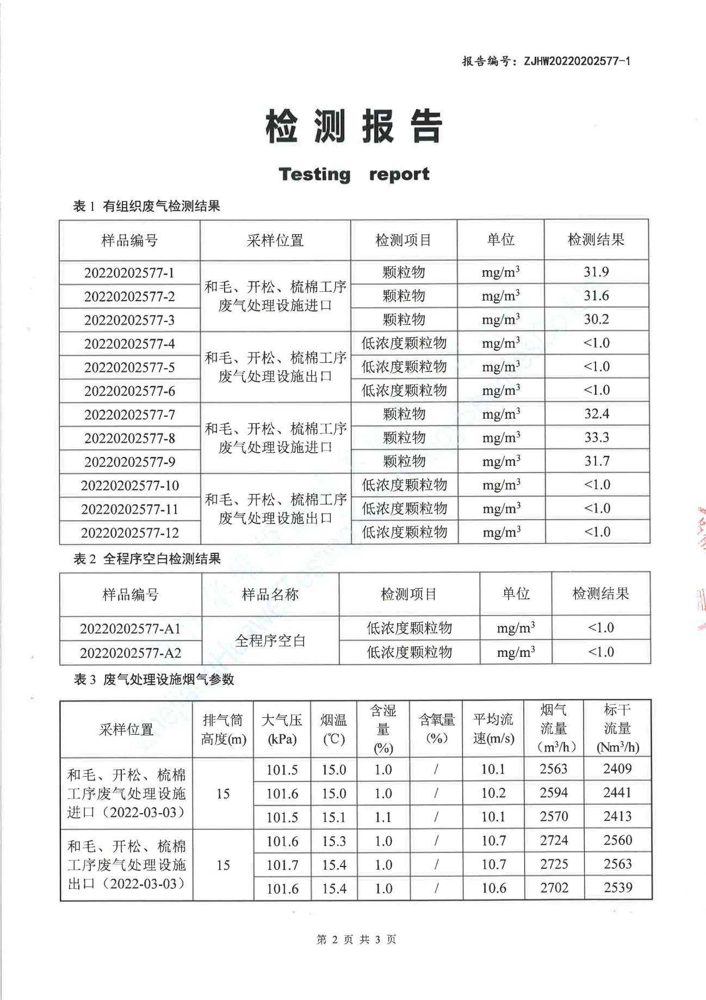 报告编号：ZJHW20220202577-1
检测报告
Testing report
表 1 有组织废气检测结果
样品编号 采样位置 检测项目 单位 检测结果
20220202577-1 和毛、开松、梳棉工序废气处理设施进口 颗粒物 mg/m³ 31.9
20220202577-2 颗粒物 mg/m³ 31.6
20220202577-3 颗粒物 mg/m³ 30.2
20220202577-4 和毛、开松、梳棉工序废气处理设施出口 低浓度颗粒物 mg/m³ <1.0
20220202577-5 低浓度颗粒物 mg/m³ <1.0
20220202577-6 低浓度颗粒物 mg/m³ <1.0
20220202577-7 和毛、开松、梳棉工序废气处理设施进口 颗粒物 mg/m³ 32.4
20220202577-8 颗粒物 mg/m³ 33.3
20220202577-9 颗粒物 mg/m³ 31.7
20220202577-10 和毛、开松、梳棉工序废气处理设施出口 低浓度颗粒物 mg/m³ <1.0
20220202577-11 低浓度颗粒物 mg/m³ <1.0
20220202577-12 低浓度颗粒物 mg/m³ <1.0
表 2 全程序空白检测结果
样品编号 样品名称 检测项目 单位 检测结果
20220202577-A1 全程序空白 低浓度颗粒物 mg/m³ <1.0
20220202577-A2 低浓度颗粒物 mg/m³ <1.0
表 3 废气处理设施烟气参数
采样位置 排气筒高度(m) 大气压(kPa) 烟温(℃) 含湿量(%) 含氧量（%） 平均流速(m/s) 烟气流量（m³/h） 标干流量(Nm³/h)
和毛、开松、梳棉工序废气处理设施进口（2022-03-03） 15 101.5 15.0 1.0 / 10.1 2563 2409
101.6 15.0 1.0 / 10.2 2594 2441
101.5 15.1 1.1 / 10.1 2570 2413
和毛、开松、梳棉工序废气处理设施出口（2022-03-03） 15 101.6 15.3 1.0 / 10.7 2724 2560
101.7 15.4 1.0 / 10.7 2725 2563
101.6 15.4 1.0 / 10.6 2702 2539
第 2 页 共 3 页